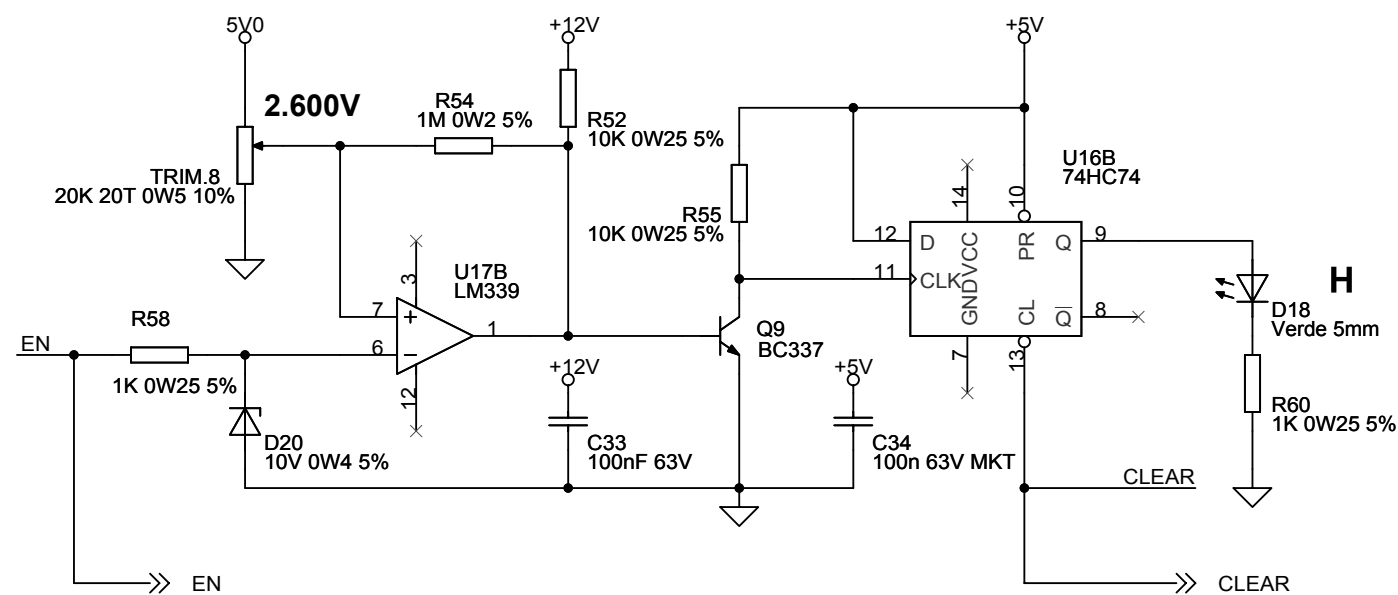 5V0
+12V
+5V
2.600V
R54
1M 0W2 5%
R52
10K 0W25 5%
TRIM.8
20K 20T 0W5 10%
U16B
74HC74
14
10
R55
10K 0W25 5%
12
D
VCC
PR
Q
9
11
CLK
GND
CL
Q
8
7
13
H
D18
Verde 5mm
3
U17B
LM339
7
+
1
6
−
12
R58
EN
1K 0W25 5%
Q9
BC337
+12V
+5V
D20
10V 0W4 5%
C33
100nF 63V
C34
100n 63V MKT
R60
1K 0W25 5%
CLEAR
EN
CLEAR